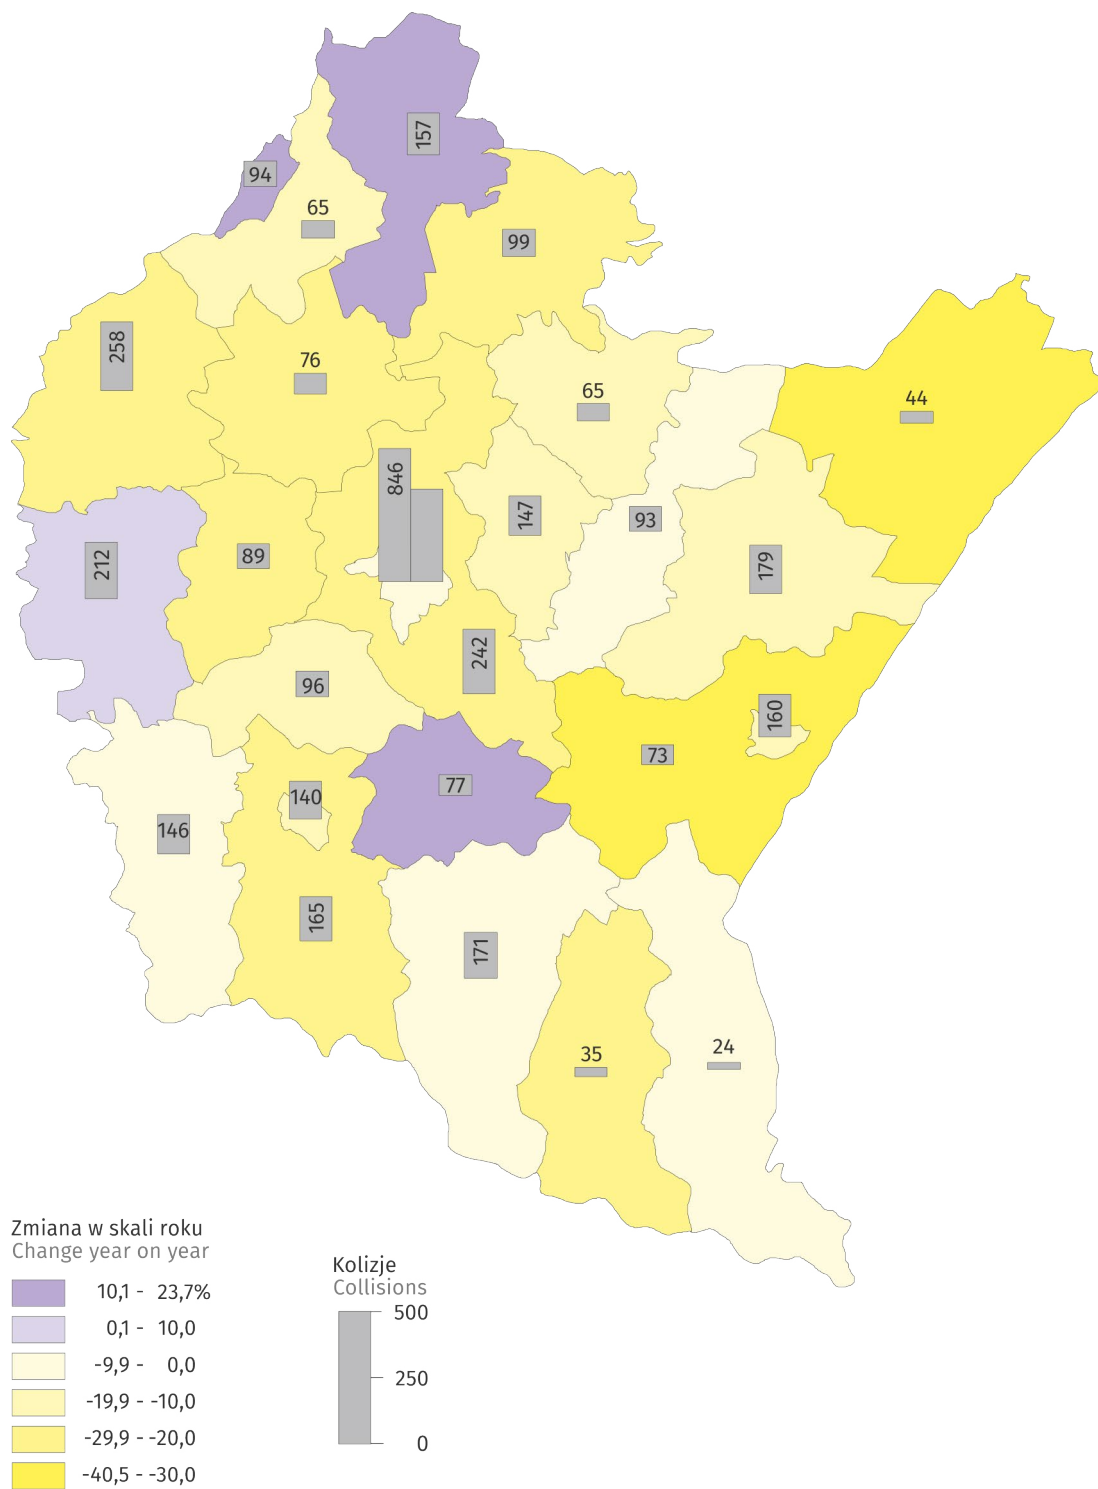 157
94
65
99
258
76
65
44
846
147
93
212
89
179
242
96
160
73
77
140
146
165
171
35
24
Zmiana w skali roku
Change year on year
10,1 - 23,7%
0,1 - 10,0
-9,9 - 0,0
-19,9 - -10,0
-29,9 - -20,0
-40,5 - -30,0
Kolizje
Collisions
500
250
0